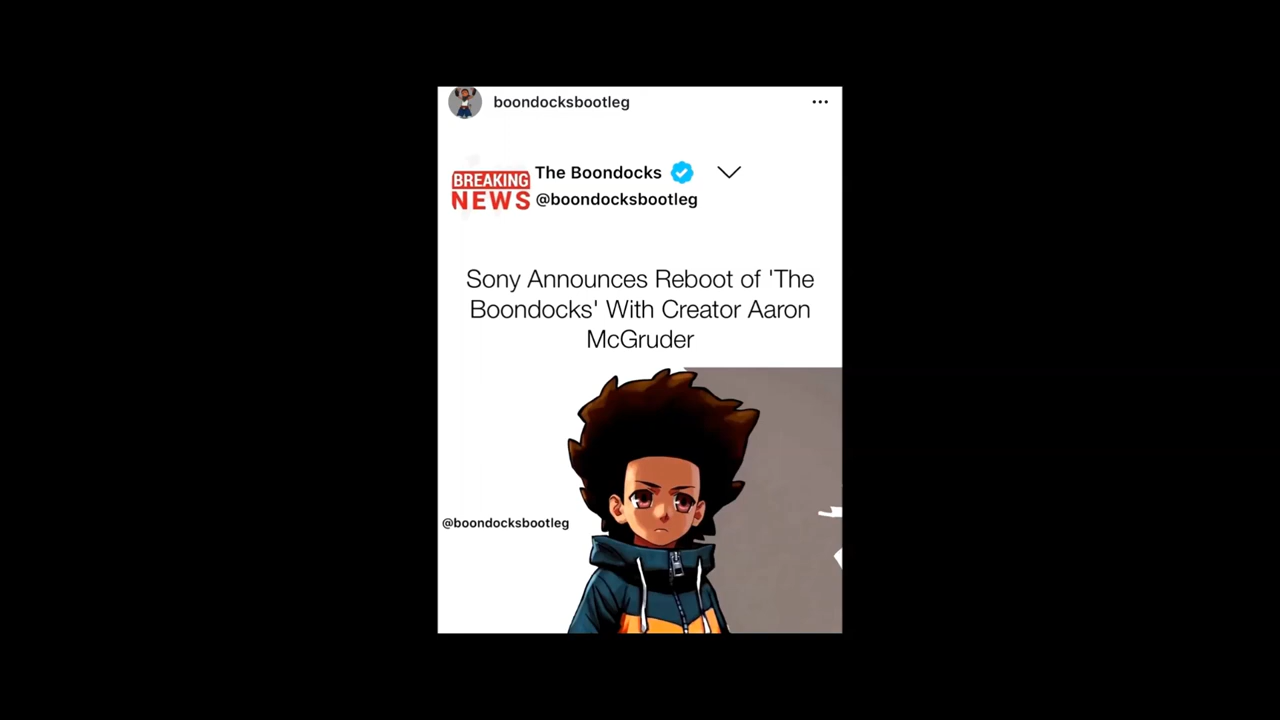 boondocksbootleg
BREAKING
NEWS
The Boondocks
@boondocksbootleg
Sony Announces Reboot of 'The
Boondocks' With Creator Aaron
McGruder
@boondocksbootleg